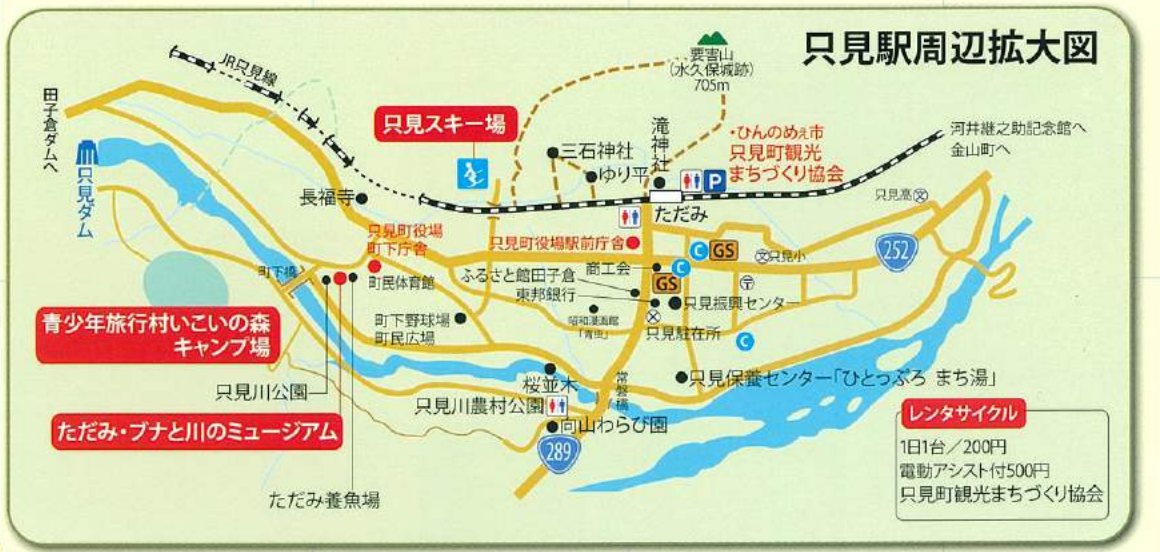 只見駅周辺拡大図
JR只見線
要害山
(水久保城跡)
705m
田子倉ダムへ
只見ダム
只見スキー場
三石神社
ゆり平
滝神社
・ひんのめぇ市
只見町観光
まちづくり協会
P
ただみ
河井継之助記念館へ
金山町へ
只見高
文
長福寺
只見町役場
町下庁舎
只見町役場駅前庁舎
C
GS
文
只見小
252
町下橋
町民体育館
ふるさと館田子倉
商工会
C
GS
東邦銀行
只見振興センター
昭和漫画館
「青虫」
只見駐在所
C
町下野球場
町民広場
青少年旅行村いこいの森
キャンプ場
只見川公園
桜並木
常盤橋
只見保養センター「ひとっぷろ まち湯」
只見川農村公園
向山わらび園
289
ただみ・ブナと川のミュージアム
ただみ養魚場
レンタサイクル
1日1台/200円
電動アシスト付500円
只見町観光まちづくり協会